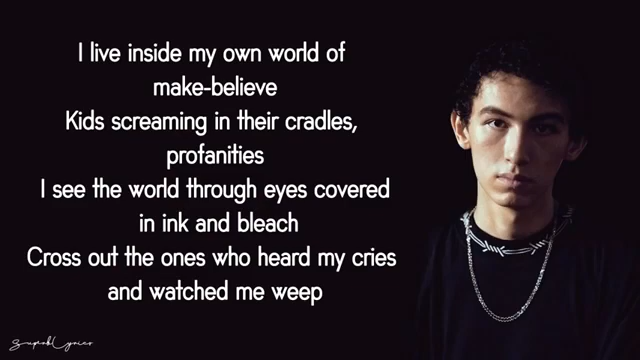 I live inside my own world of
make-believe
Kids screaming in their cradles,
profanities
I see the world through eyes covered
in ink and bleach
Cross out the ones who heard my cries
and watched me weep
SuperbLyrics